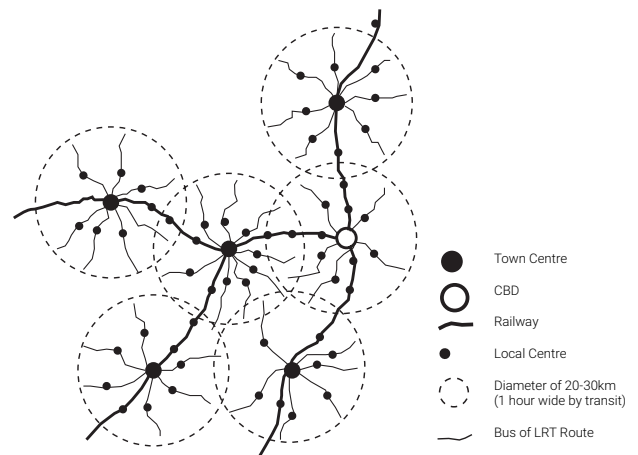 Town Centre
CBD
Railway
Local Centre
Diameter of 20-30km
(1 hour wide by transit)
Bus of LRT Route